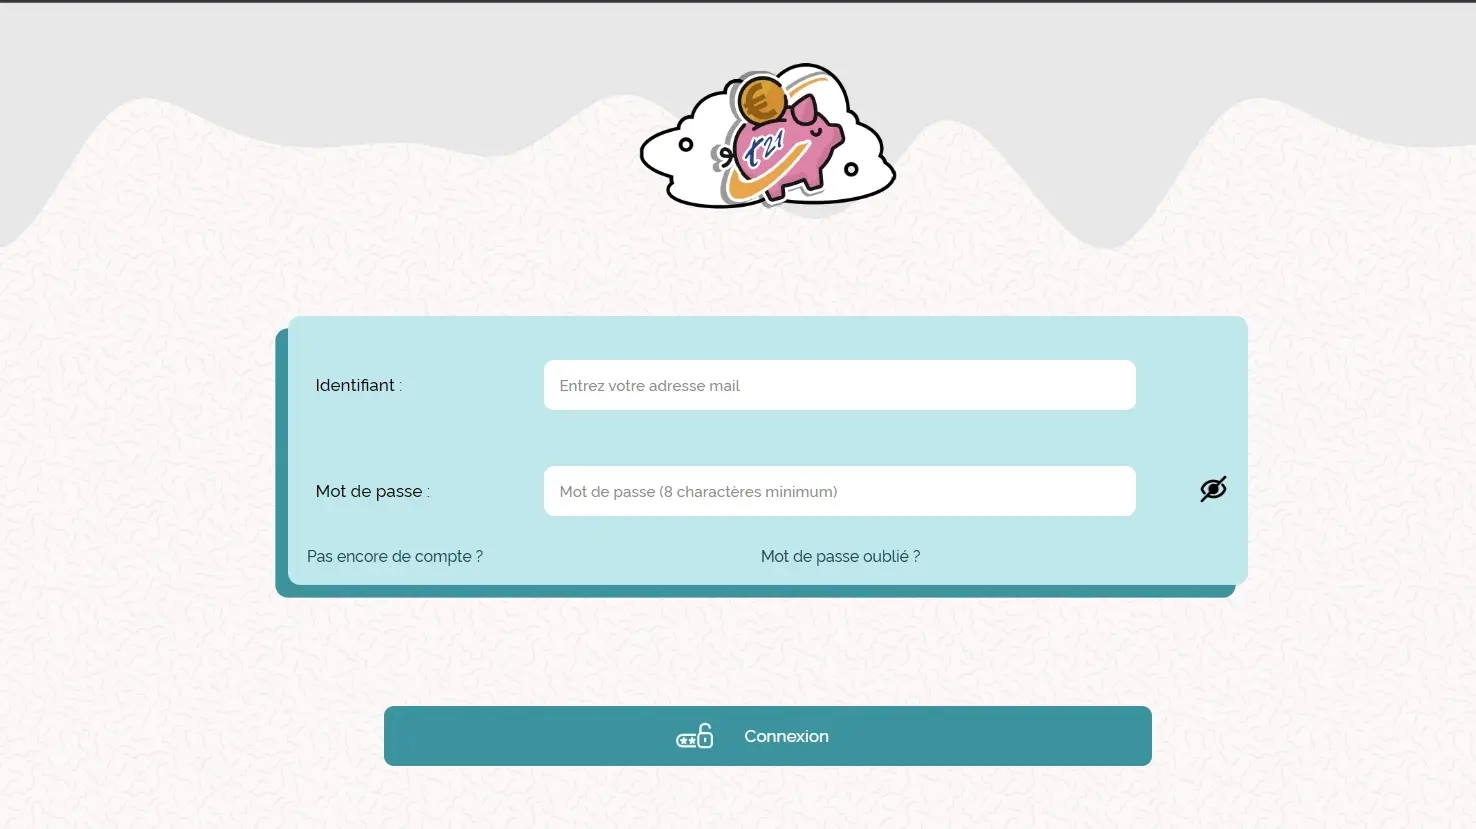 €
X21
Identifiant :
Entrez votre adresse mail
Mot de passe :
Mot de passe (8 charactères minimum)
Pas encore de compte ?
Mot de passe oublié ?
** Connexion